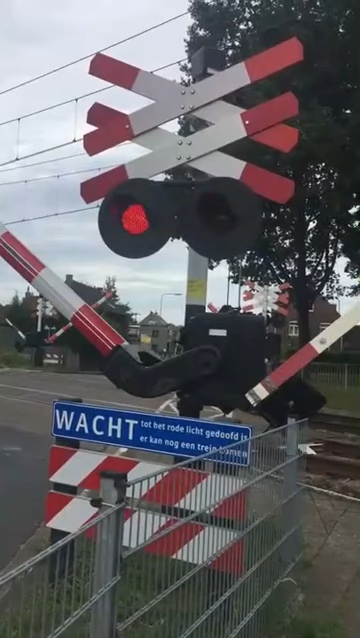 WACHT tot het rode licht gedoofd is
er kan nog een trein komen